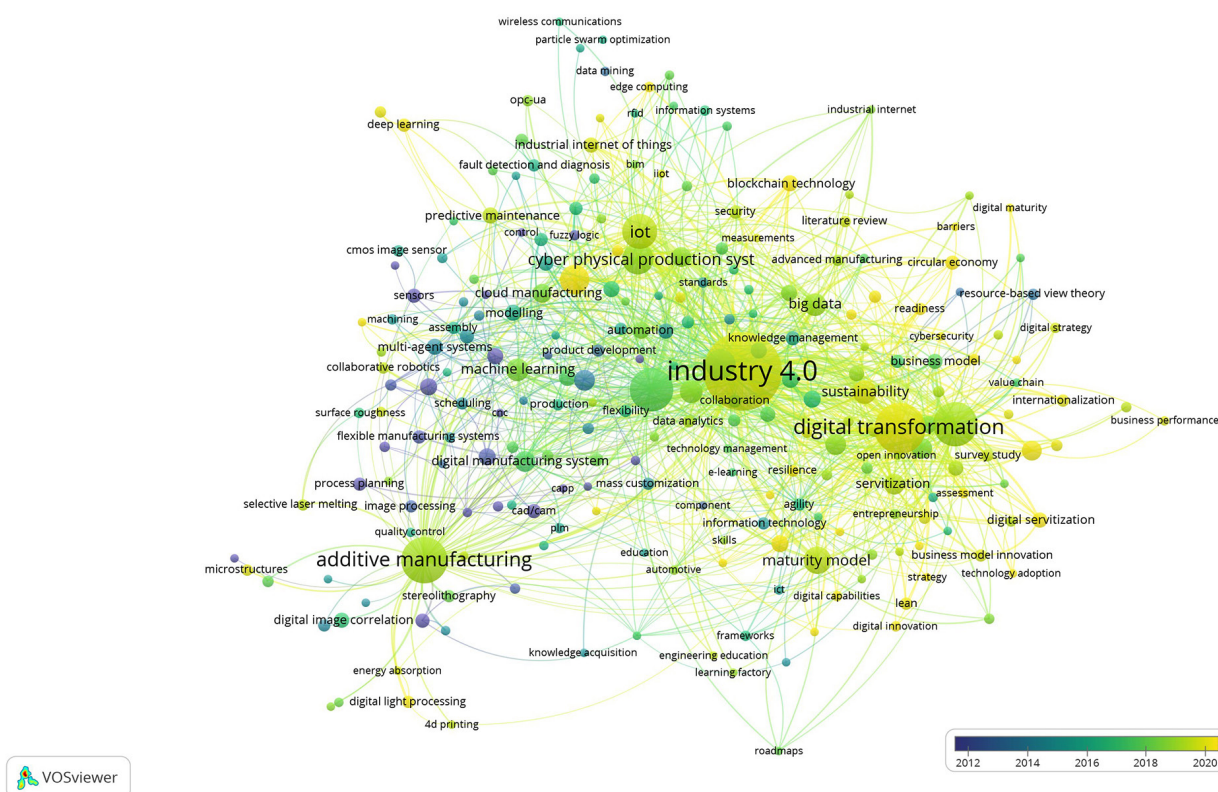 wireless communications
particle swarm optimization
data mining
edge computing
opc-ua
rfid
information systems
industrial internet
deep learning
industrial internet of things
fault detection and diagnosis
bim
iiot
blockchain technology
digital maturity
predictive maintenance
security
literature review
barriers
control
fuzzy logic
iot
measurements
cmos image sensor
cyber physical production syst
advanced manufacturing
circular economy
standards
sensors
cloud manufacturing
big data
resource-based view theory
readiness
machining
modelling
assembly
automation
digital strategy
knowledge management
cybersecurity
multi-agent systems
product development
collaborative robotics
machine learning
industry 4.0
business model
value chain
sustainability
scheduling
production
collaboration
internationalization
surface roughness
cnc
flexibility
data analytics
digital transformation
business performance
flexible manufacturing systems
technology management
open innovation
survey study
digital manufacturing system
e-learning
resilience
process planning
capp
mass customization
servitization
assessment
selective laser melting
image processing
cad/cam
component
agility
entrepreneurship
digital servitization
quality control
plm
information technology
skills
additive manufacturing
education
maturity model
business model innovation
microstructures
automotive
strategy
technology adoption
stereolithography
ict
digital capabilities
lean
digital image correlation
digital innovation
frameworks
knowledge acquisition
engineering education
energy absorption
learning factory
digital light processing
4d printing
roadmaps
VOSviewer
2012 2014 2016 2018 2020